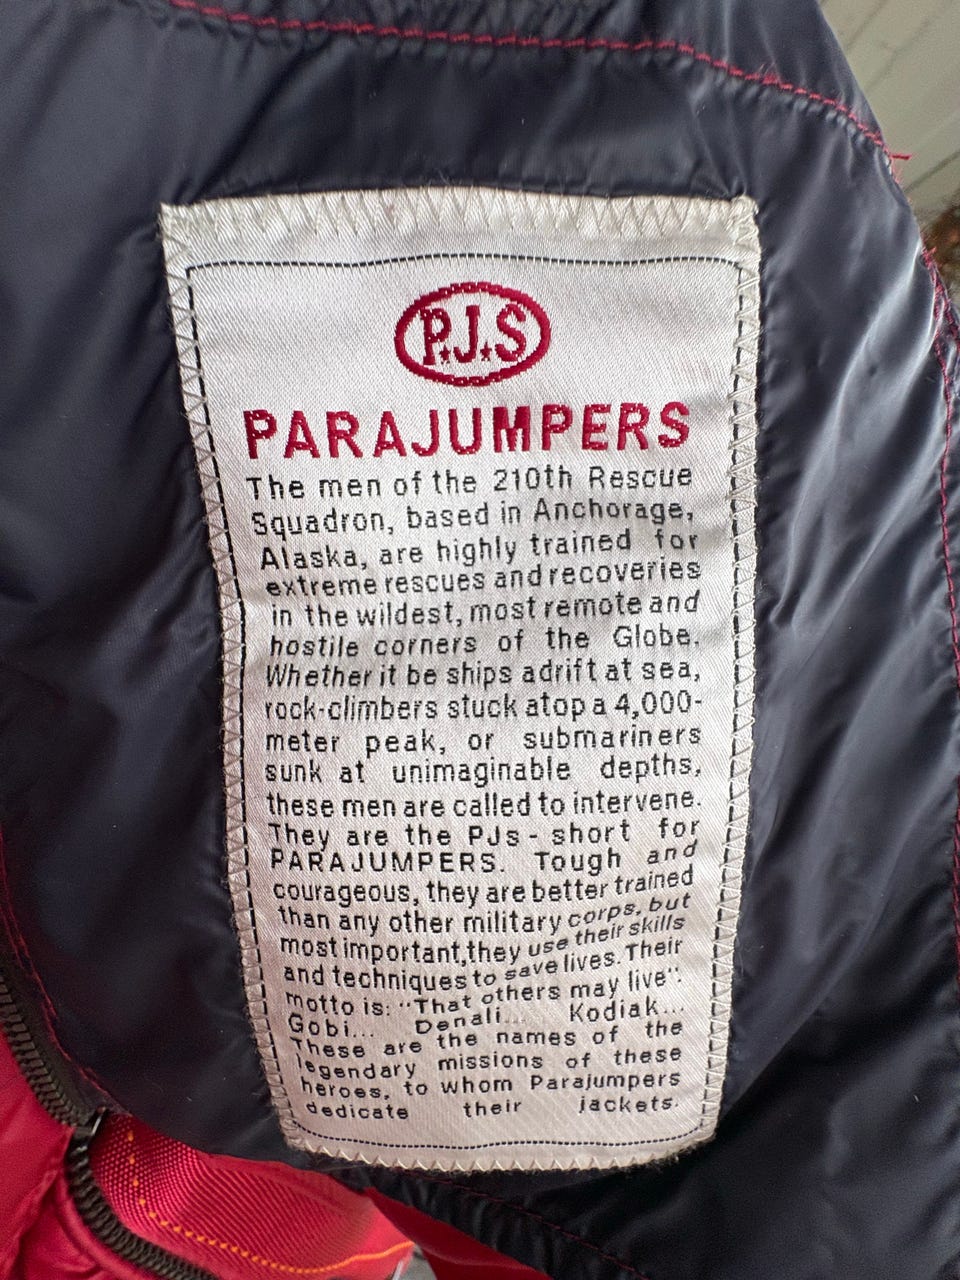 P.J.S
PARAJUMPERS
The men of the 210th Rescue
Squadron, based in Anchorage,
Alaska, are highly trained for
extreme rescues and recoveries
in the wildest, most remote and
hostile corners of the Globe.
Whether it be ships adrift at sea,
rock-climbers stuck atop a 4,000-
meter peak, or submariners
sunk at unimaginable depths,
these men are called to intervene.
They are the PJs - short for
PARAJUMPERS. Tough and
courageous, they are better trained
than any other military corps, but
most important, they use their skills
and techniques to save lives. Their
motto is: "That others may live".
Gobi... Denali... Kodiak...
These are the names of the
legendary missions of these
heroes, to whom Parajumpers
dedicate their jackets.